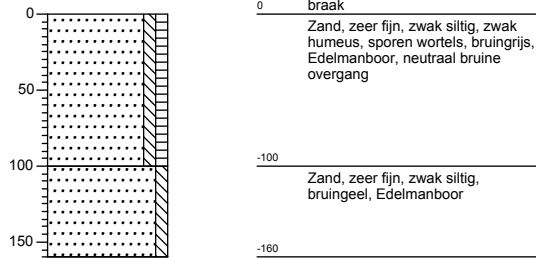 0
50
100
150
0 braak
Zand, zeer fijn, zwak siltig, zwak
humeus, sporen wortels, bruingrijs,
Edelmanboor, neutraal bruine
overgang
-100
Zand, zeer fijn, zwak siltig,
bruingeel, Edelmanboor
-160